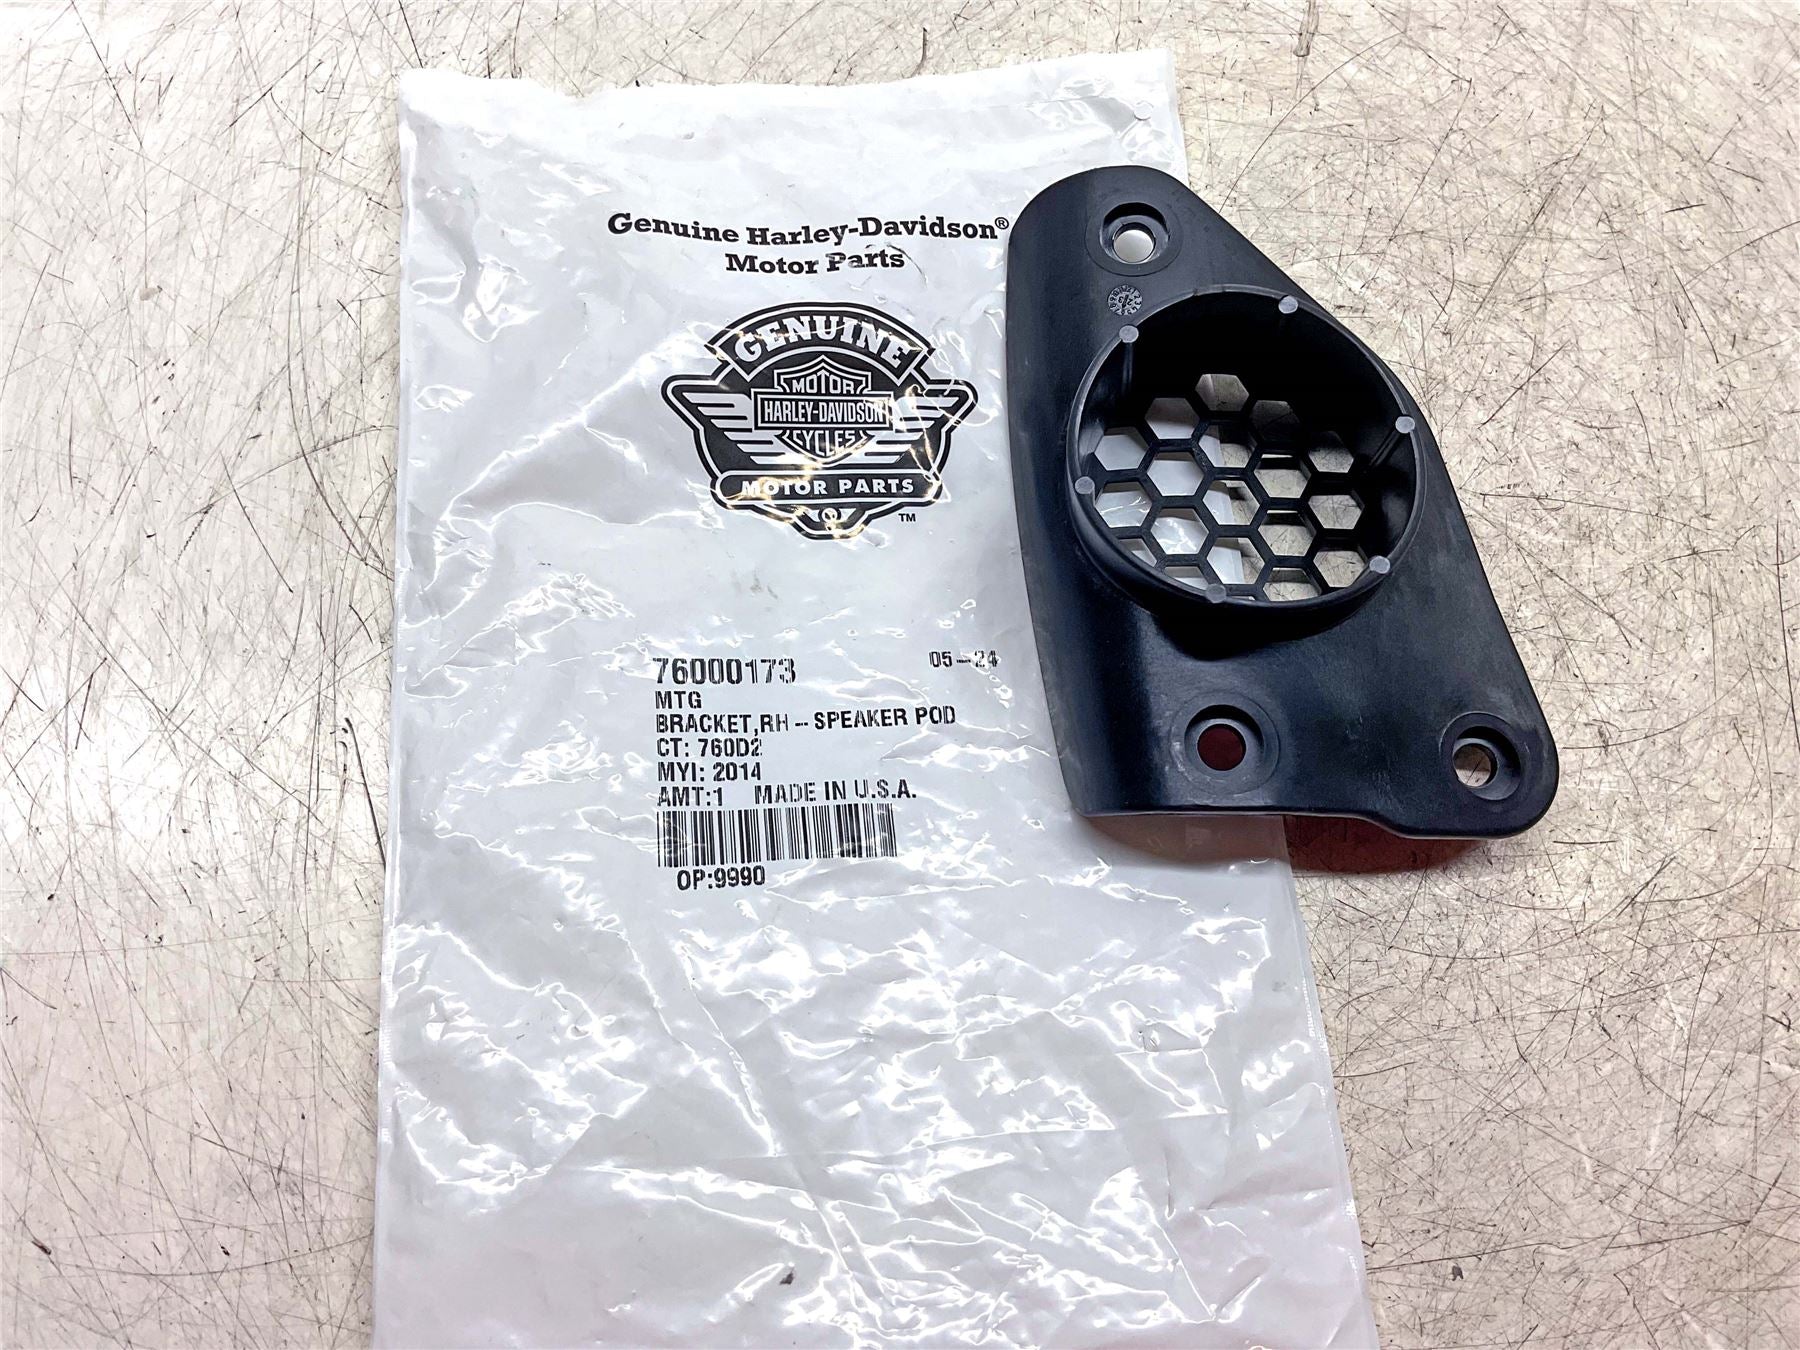 Genuine Harley-Davidson®
Motor Parts
GENUINE
MOTOR
HARLEY-DAVIDSON
CYCLES
MOTOR PARTS
™
76000173 05-24
MTG
BRACKET,RH - SPEAKER POD
CT: 760D2
MYI: 2014
AMT:1 MADE IN U.S.A.
OP:9990